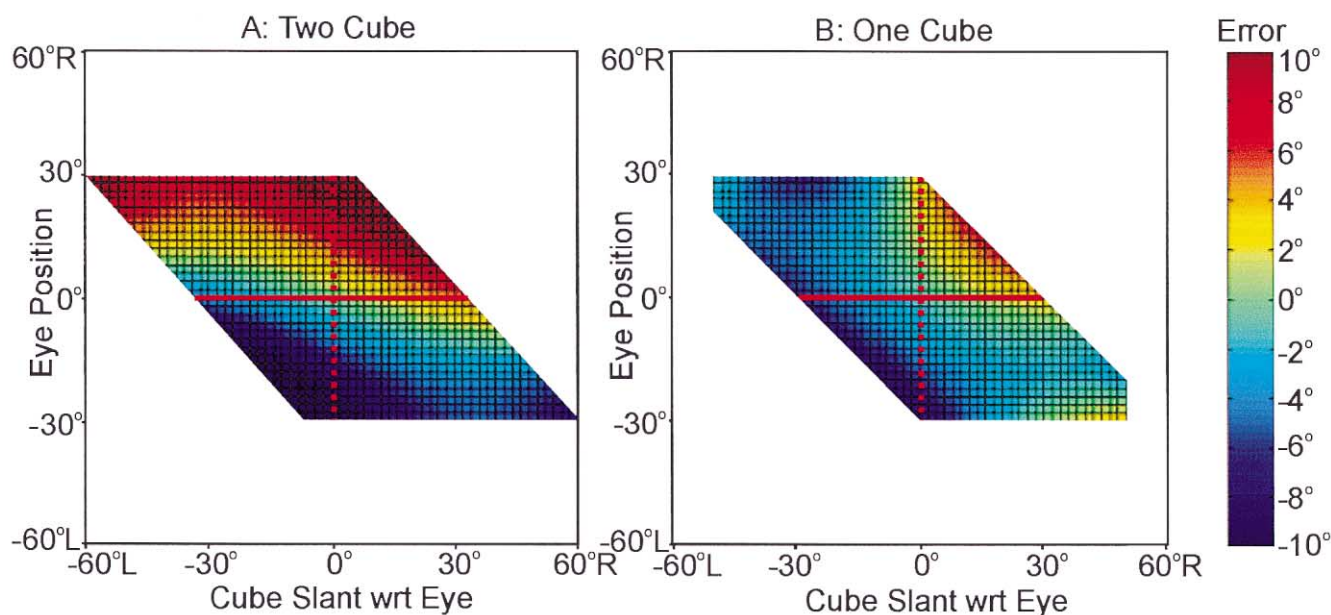 A: Two Cube
B: One Cube
Error
60°R
30°
0°
-30°
-60°L
Eye Position
-60°L
-30°
0°
30°
60°R
Cube Slant wrt Eye
60°R
30°
0°
-30°
-60°L
Eye Position
-60°L
-30°
0°
30°
60°R
Cube Slant wrt Eye
10°
8°
6°
4°
2°
0°
-2°
-4°
-6°
-8°
-10°